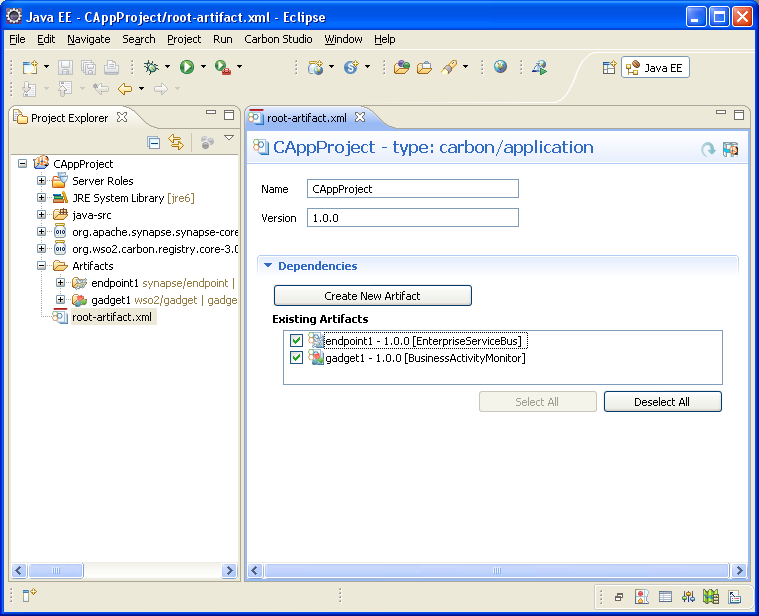 Java EE - CAppProject/root-artifact.xml - Eclipse
File Edit Navigate Search Project Run Carbon Studio Window Help
Java EE
Project Explorer
CAppProject
Server Roles
JRE System Library [jre6]
java-src
org.apache.synapse.synapse-core
org.wso2.carbon.registry.core-3.0
Artifacts
endpoint1 synapse/endpoint |
gadget1 wso2/gadget | gadge
root-artifact.xml
root-artifact.xml
CAppProject - type: carbon/application
Name CAppProject
Version 1.0.0
Dependencies
Create New Artifact
Existing Artifacts
endpoint1 - 1.0.0 [EnterpriseServiceBus]
gadget1 - 1.0.0 [BusinessActivityMonitor]
Select All Deselect All